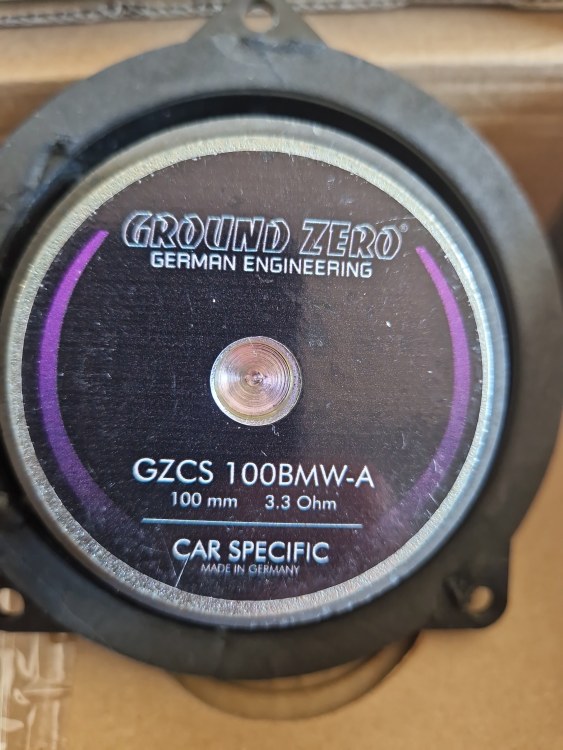 GROUND ZERO®
GERMAN ENGINEERING
GZCS 100BMW-A
100 mm 3.3 Ohm
CAR SPECIFIC
MADE IN GERMANY